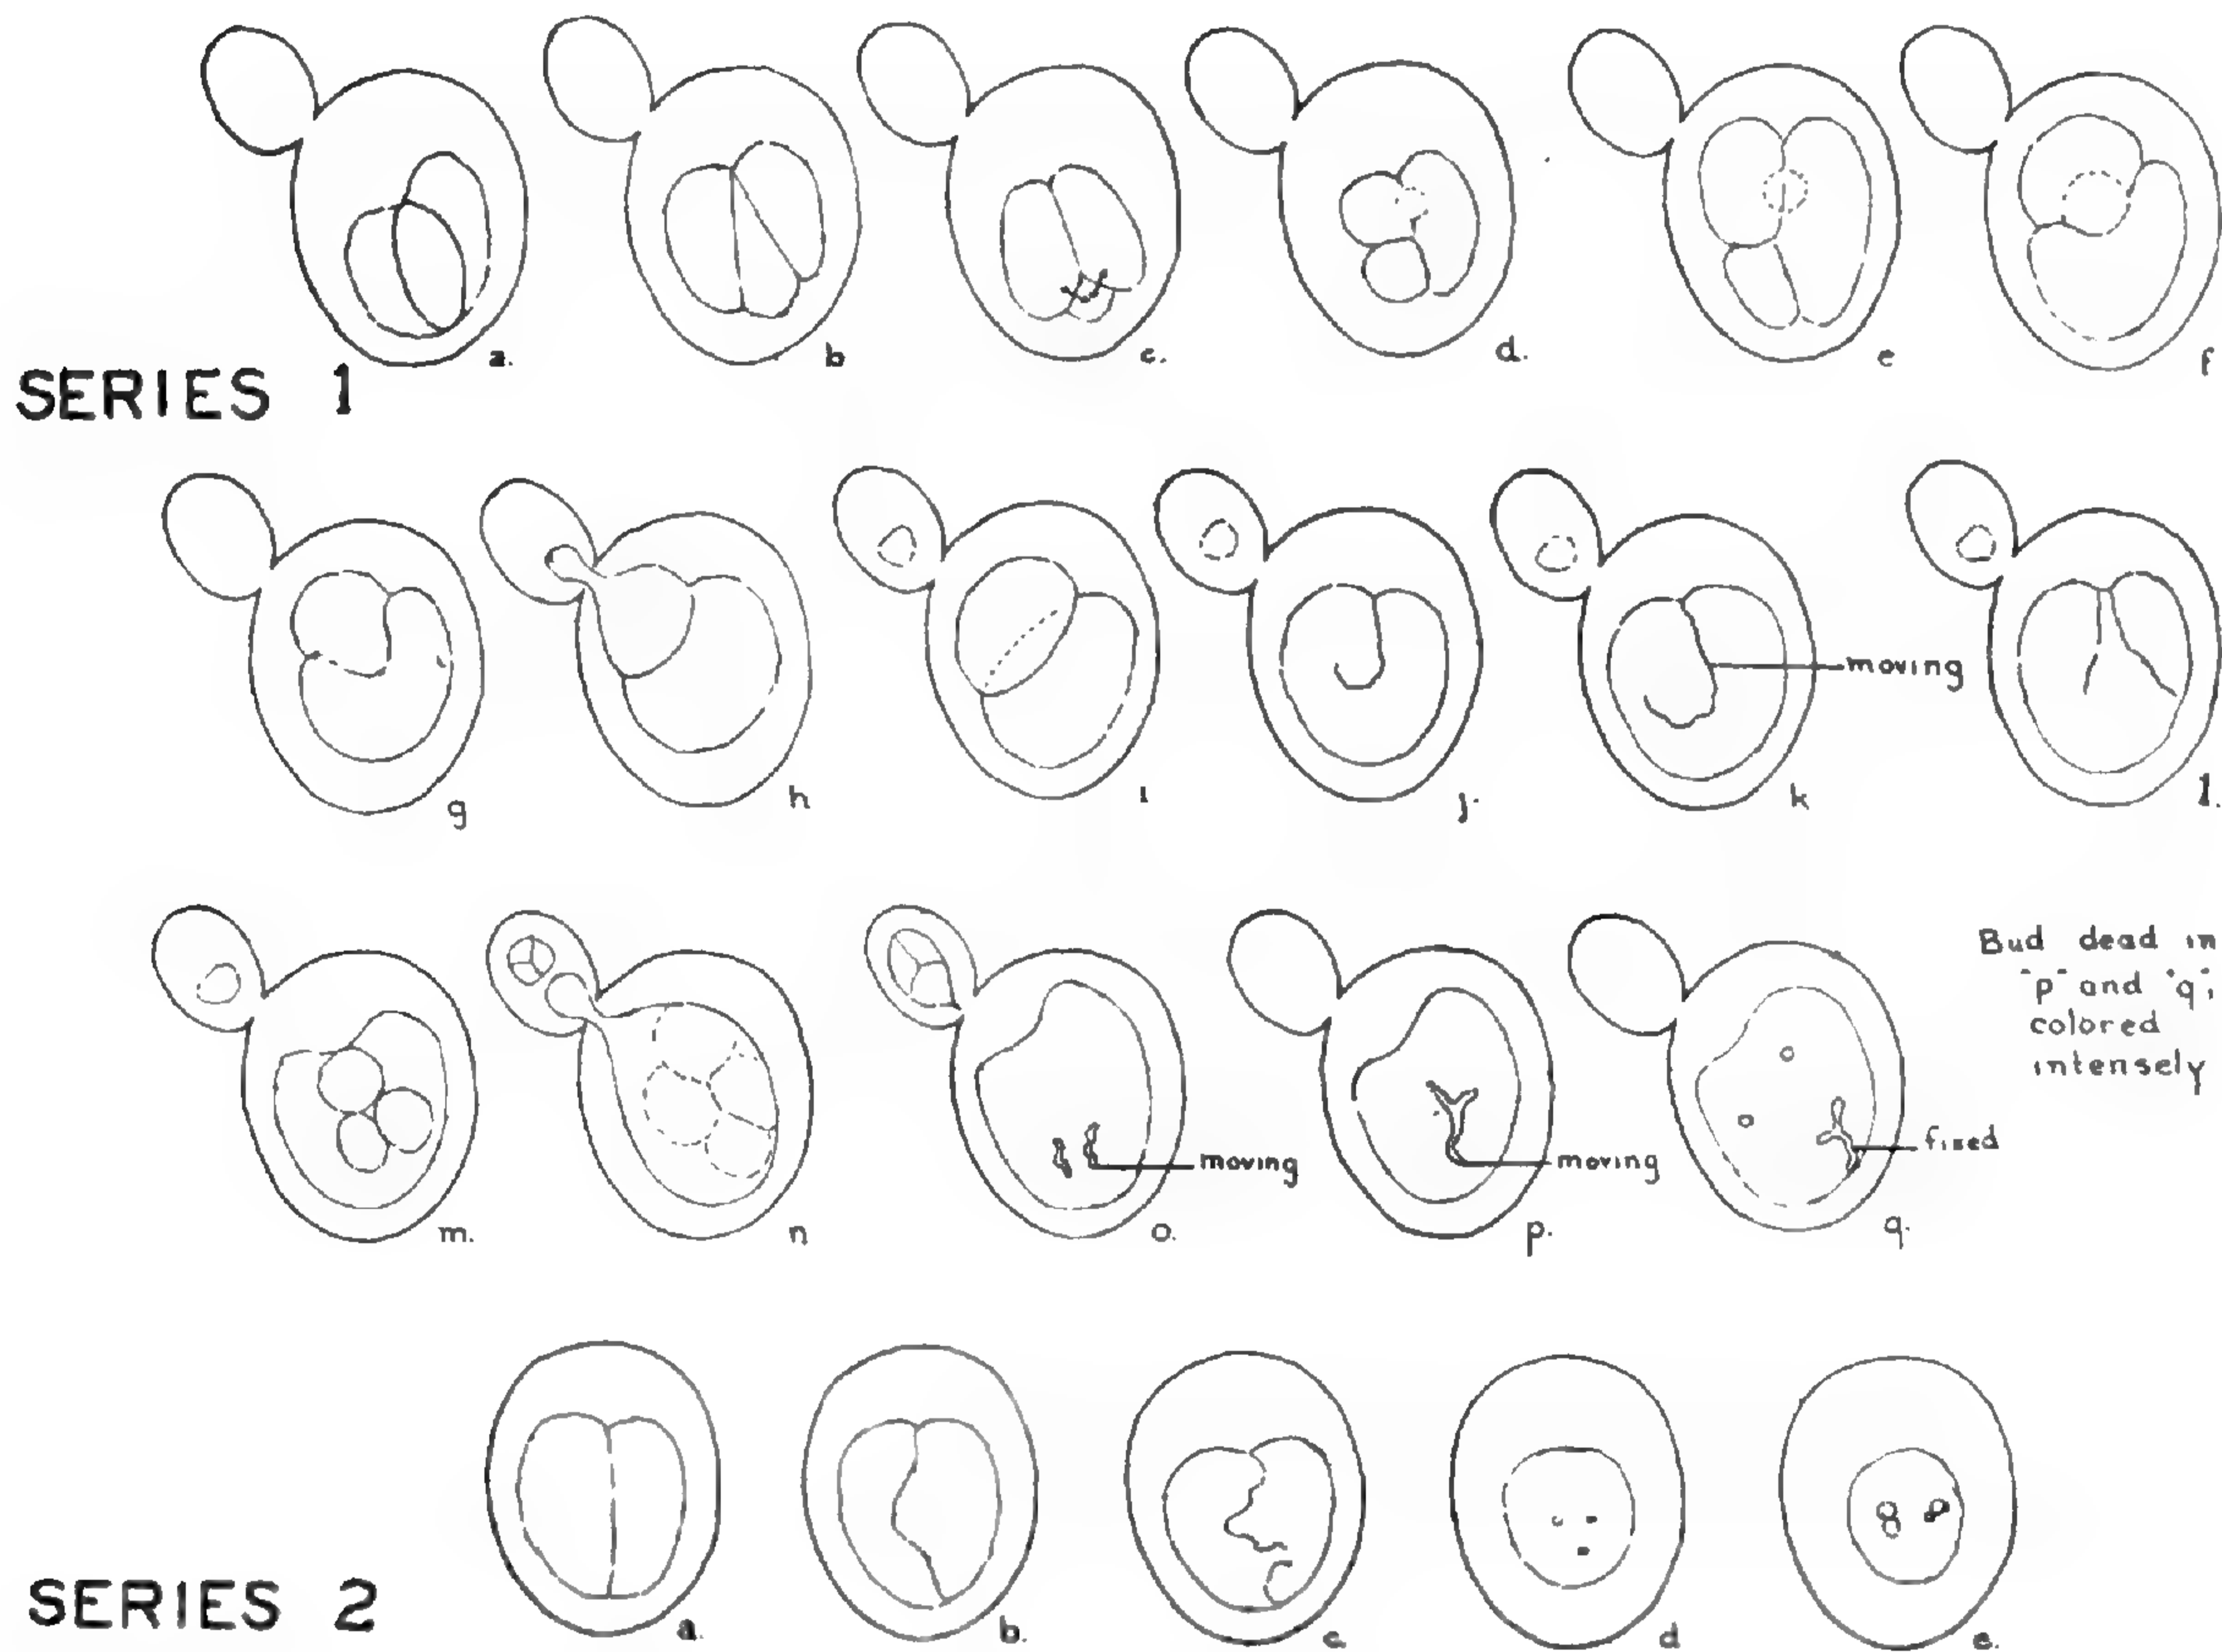 a. b c. d. e f
SERIES 1
g h i j. k l.
moving
Bud dead in
"p" and "q";
colored
intensely
moving moving fixed
m. n o. p. q.
SERIES 2
a. b. c d e.